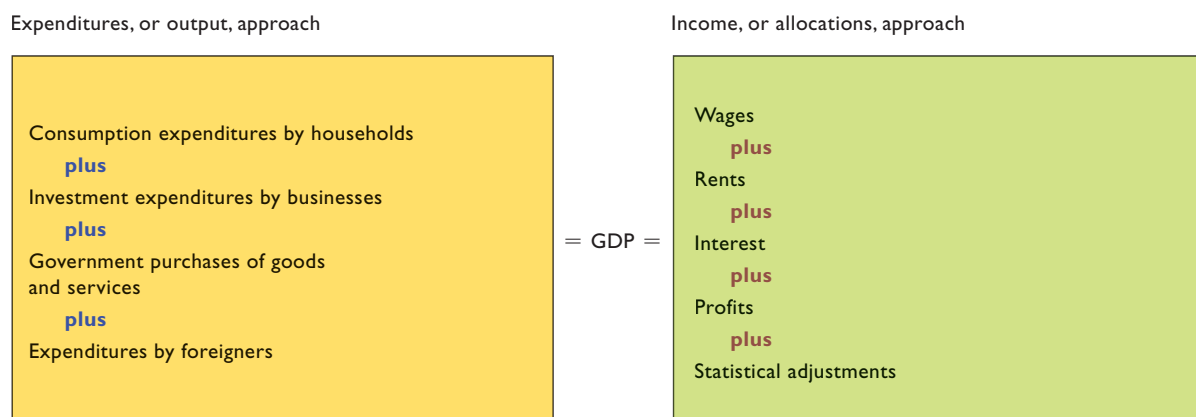 Expenditures, or output, approach
Consumption expenditures by households
plus
Investment expenditures by businesses
plus
Government purchases of goods
and services
plus
Expenditures by foreigners
= GDP =
Income, or allocations, approach
Wages
plus
Rents
plus
Interest
plus
Profits
plus
Statistical adjustments